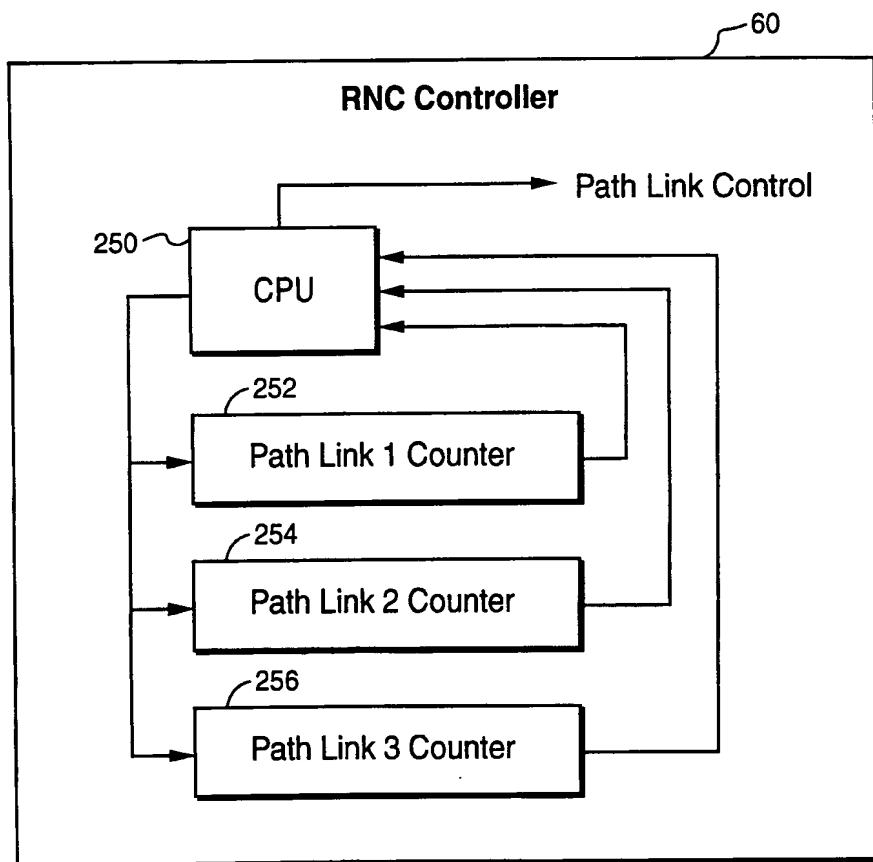 60
RNC Controller
Path Link Control
250
CPU
252
Path Link 1 Counter
254
Path Link 2 Counter
256
Path Link 3 Counter